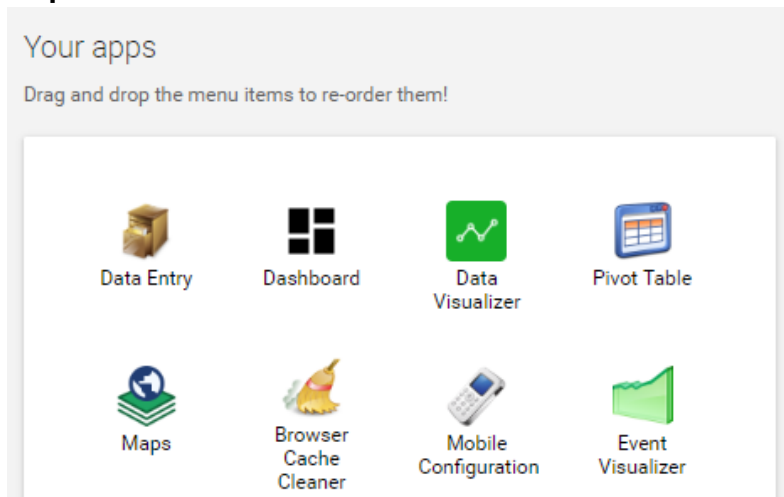 Your apps
Drag and drop the menu items to re-order them!
Data Entry
Dashboard
Data
Visualizer
Pivot Table
Maps
Browser
Cache
Cleaner
Mobile
Configuration
Event
Visualizer